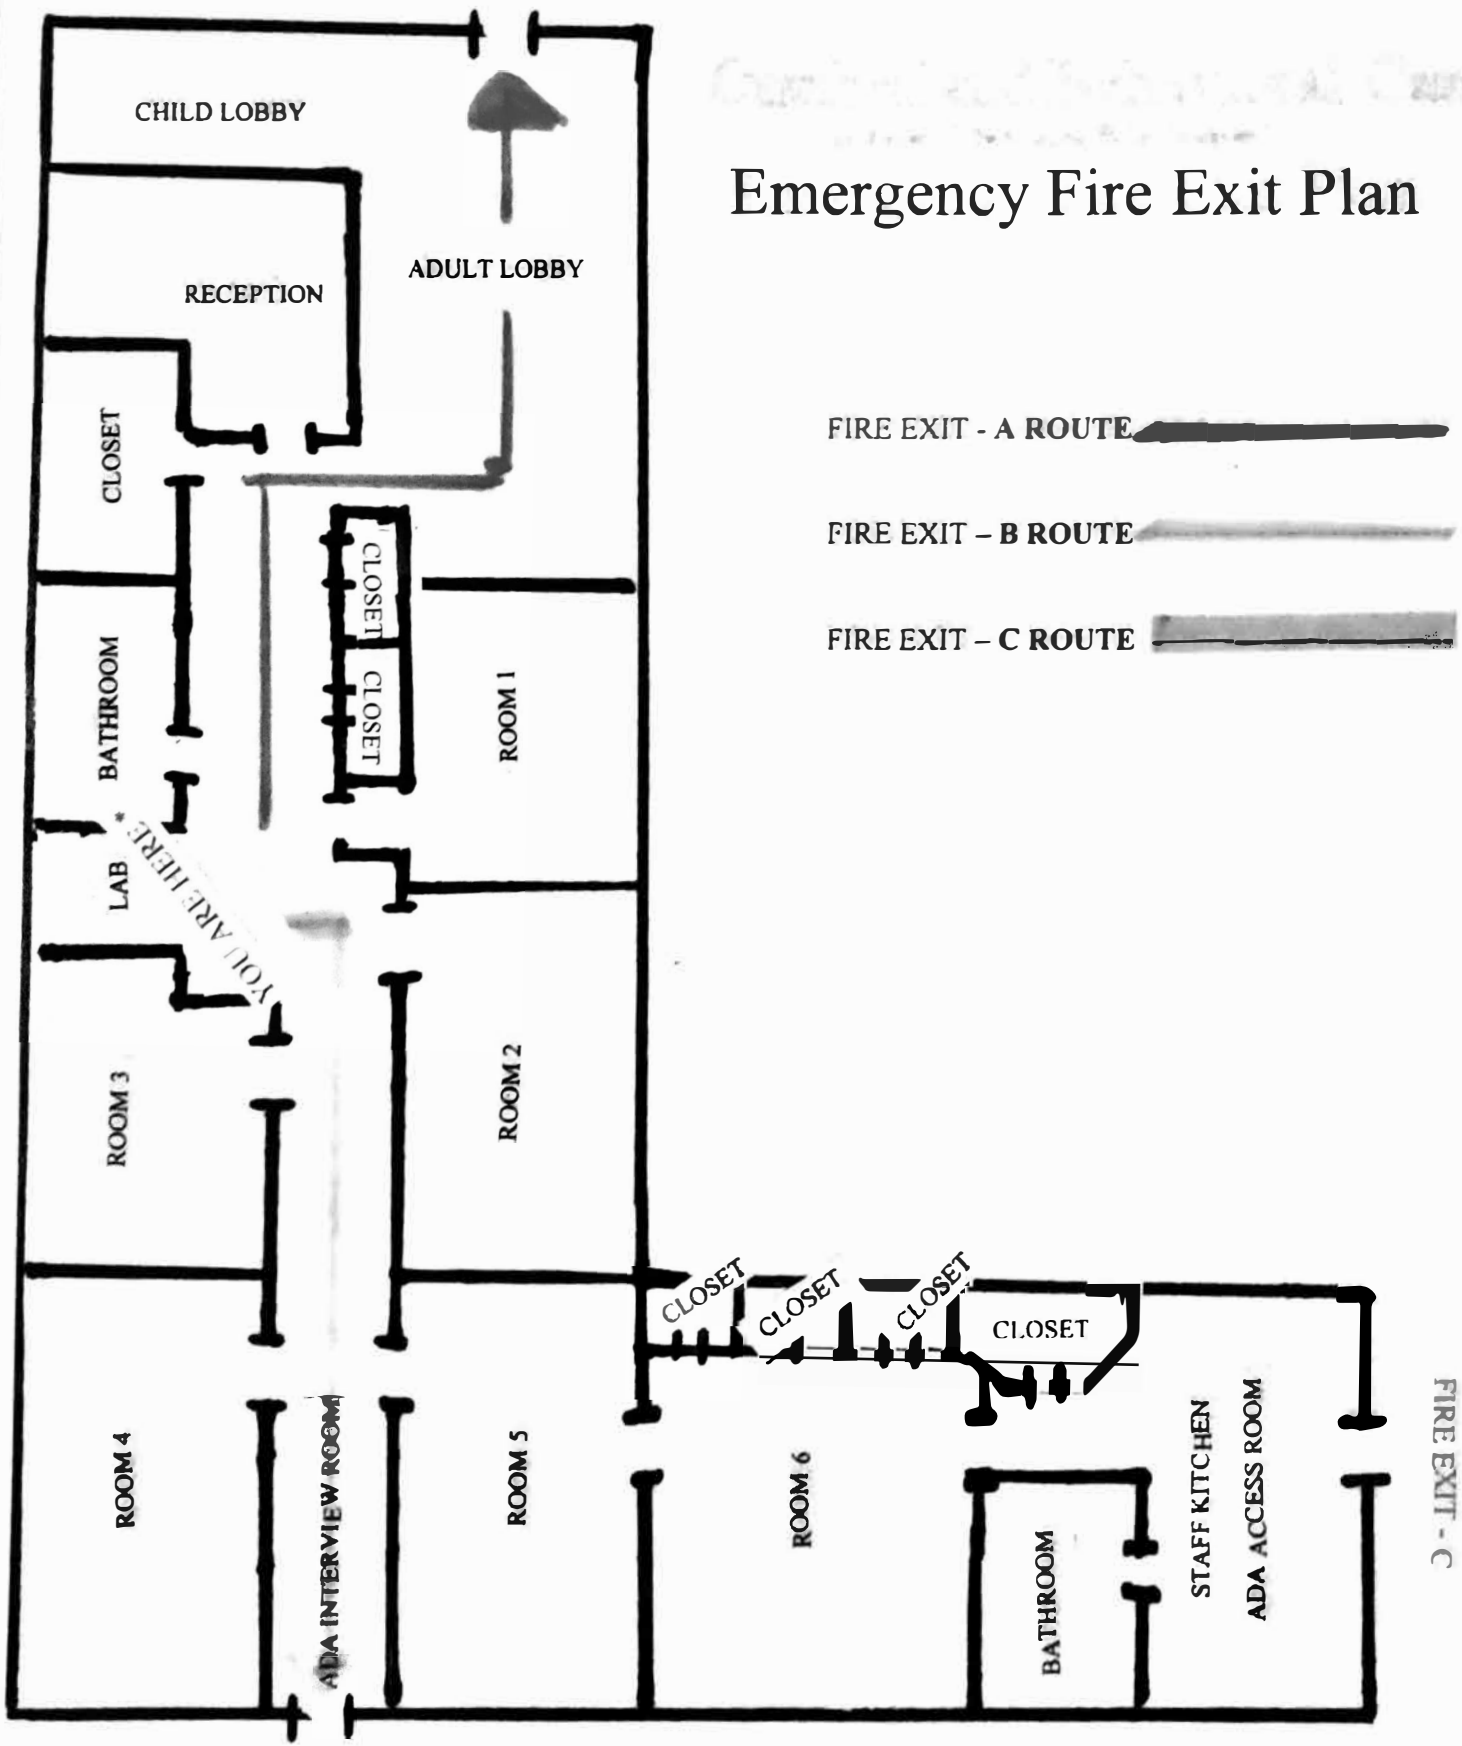 CHILD LOBBY
Emergency Fire Exit Plan
ADULT LOBBY
RECEPTION
FIRE EXIT - A ROUTE
CLOSET
FIRE EXIT – B ROUTE
CLOSET
FIRE EXIT – C ROUTE
BATHROOM
CLOSET
ROOM 1
* YOU ARE HERE
LAB
ROOM 3
ROOM 2
CLOSET
CLOSET
CLOSET
CLOSET
ROOM 4
ADA INTERVIEW ROOM
ROOM 5
ROOM 6
BATHROOM
STAFF KITCHEN
ADA ACCESS ROOM
FIRE EXIT - C